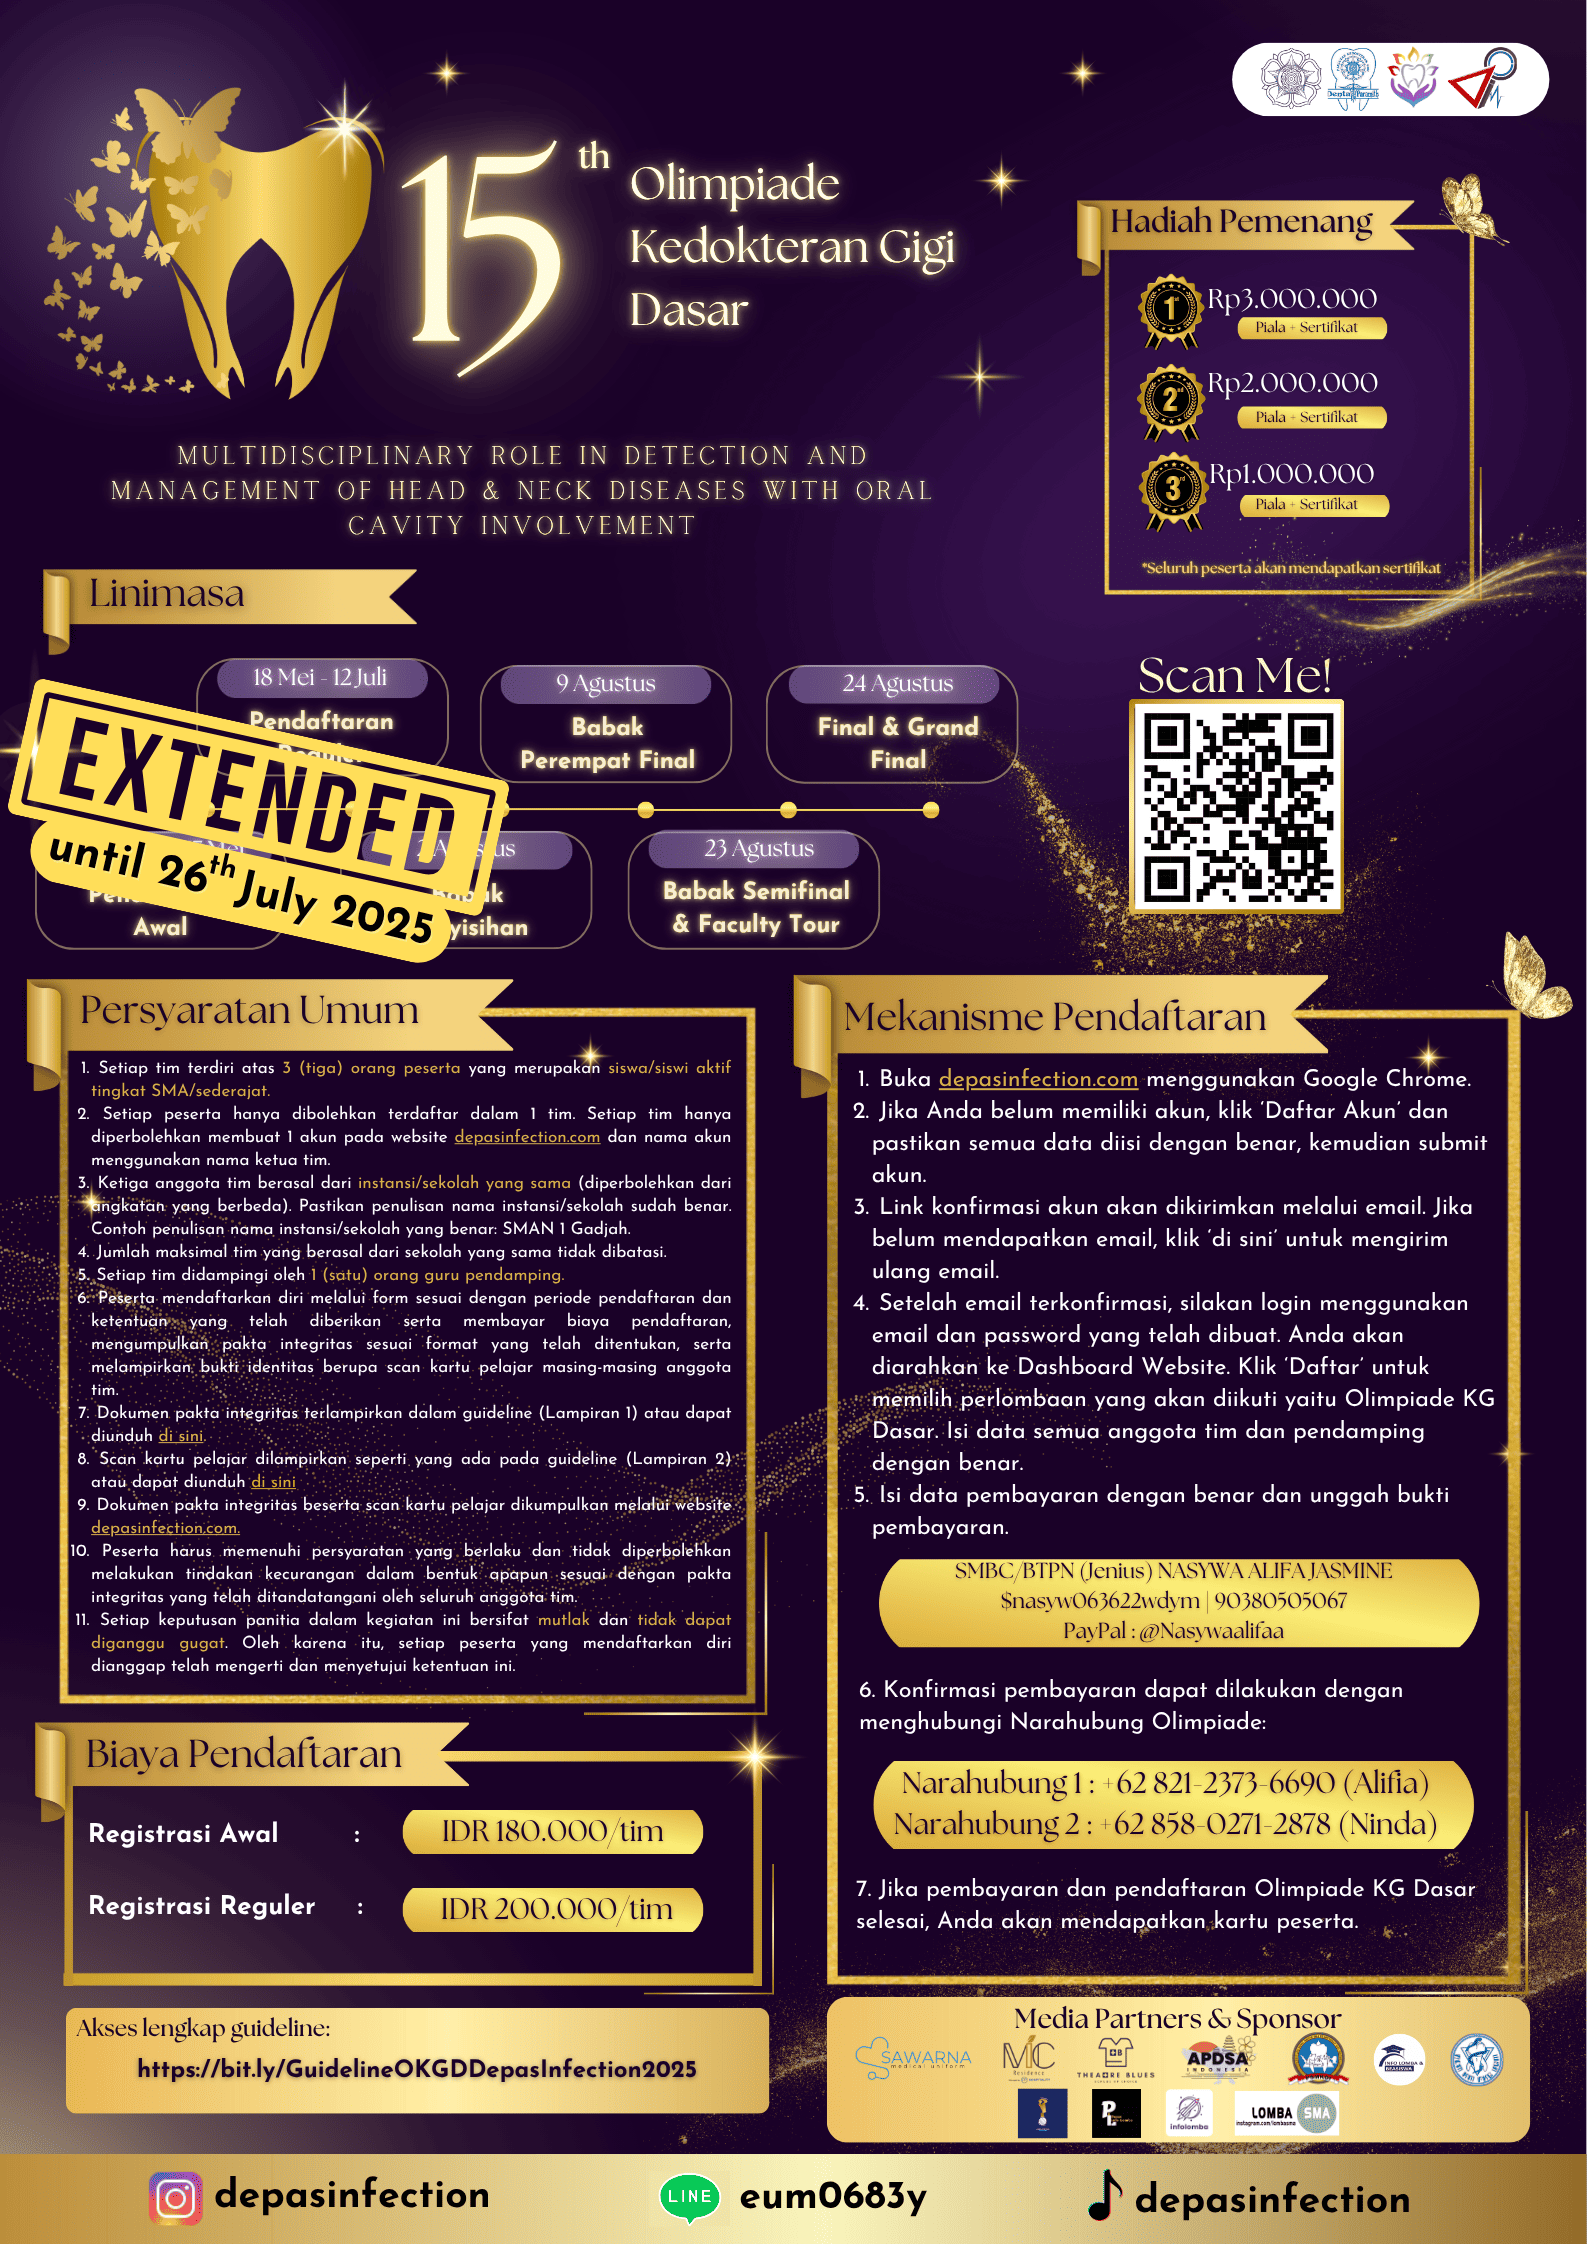 15th
Olimpiade
Kedokteran Gigi
Dasar
MULTIDISCIPLINARY ROLE IN DETECTION AND
MANAGEMENT OF HEAD & NECK DISEASES WITH ORAL
CAVITY INVOLVEMENT
Hadiah Pemenang
1st
Rp3.000.000
Piala + Sertifikat
2nd
Rp2.000.000
Piala + Sertifikat
3rd
Rp1.000.000
Piala + Sertifikat
*Seluruh peserta akan mendapatkan sertifikat
Linimasa
18 Mei - 12 Juli
Pendaftaran
9 Agustus
Babak
Perempat Final
24 Agustus
Final & Grand
Final
EXTENDED
until 26th July 2025
Awal
23 Agustus
Babak Semifinal
& Faculty Tour
Scan Me!
Persyaratan Umum
1. Setiap tim terdiri atas 3 (tiga) orang peserta yang merupakan siswa/siswi aktif
tingkat SMA/sederajat.
2. Setiap peserta hanya dibolehkan terdaftar dalam 1 tim. Setiap tim hanya
diperbolehkan membuat 1 akun pada website depasinfection.com dan nama akun
menggunakan nama ketua tim.
3. Ketiga anggota tim berasal dari instansi/sekolah yang sama (diperbolehkan dari
angkatan yang berbeda). Pastikan penulisan nama instansi/sekolah sudah benar.
Contoh penulisan nama instansi/sekolah yang benar: SMAN 1 Gadjah.
4. Jumlah maksimal tim yang berasal dari sekolah yang sama tidak dibatasi.
5. Setiap tim didampingi oleh 1 (satu) orang guru pendamping.
6. Peserta mendaftarkan diri melalui form sesuai dengan periode pendaftaran dan
ketentuan yang telah diberikan serta membayar biaya pendaftaran,
mengumpulkan pakta integritas sesuai format yang telah ditentukan, serta
melampirkan bukti identitas berupa scan kartu pelajar masing-masing anggota
tim.
7. Dokumen pakta integritas terlampirkan dalam guideline (Lampiran 1) atau dapat
diunduh di sini.
8. Scan kartu pelajar dilampirkan seperti yang ada pada guideline (Lampiran 2)
atau dapat diunduh di sini
9. Dokumen pakta integritas beserta scan kartu pelajar dikumpulkan melalui website
depasinfection.com.
10. Peserta harus memenuhi persyaratan yang berlaku dan tidak diperbolehkan
melakukan tindakan kecurangan dalam bentuk apapun sesuai dengan pakta
integritas yang telah ditandatangani oleh seluruh anggota tim.
11. Setiap keputusan panitia dalam kegiatan ini bersifat mutlak dan tidak dapat
diganggu gugat. Oleh karena itu, setiap peserta yang mendaftarkan diri
dianggap telah mengerti dan menyetujui ketentuan ini.
Mekanisme Pendaftaran
1. Buka depasinfection.com menggunakan Google Chrome.
2. Jika Anda belum memiliki akun, klik 'Daftar Akun' dan
pastikan semua data diisi dengan benar, kemudian submit
akun.
3. Link konfirmasi akun akan dikirimkan melalui email. Jika
belum mendapatkan email, klik 'di sini' untuk mengirim
ulang email.
4. Setelah email terkonfirmasi, silakan login menggunakan
email dan password yang telah dibuat. Anda akan
diarahkan ke Dashboard Website. Klik 'Daftar' untuk
memilih perlombaan yang akan diikuti yaitu Olimpiade KG
Dasar. Isi data semua anggota tim dan pendamping
dengan benar.
5. Isi data pembayaran dengan benar dan unggah bukti
pembayaran.
SMBC/BTPN (Jenius) NASYWA ALIFA JASMINE
$nasyw063622wdym | 90380505067
PayPal : @Nasywaalifaa
6. Konfirmasi pembayaran dapat dilakukan dengan
menghubungi Narahubung Olimpiade:
Narahubung 1 : +62 821-2373-6690 (Alifia)
Narahubung 2 : +62 858-0271-2878 (Ninda)
7. Jika pembayaran dan pendaftaran Olimpiade KG Dasar
selesai, Anda akan mendapatkan kartu peserta.
Biaya Pendaftaran
Registrasi Awal : IDR 180.000/tim
Registrasi Reguler : IDR 200.000/tim
Akses lengkap guideline:
https://bit.ly/GuidelineOKGDDepasInfection2025
Media Partners & Sponsor
SAWARNA
medical uniform
MC
Residence
THEATRE BLUES
APDSA
INDONESIA
INFO LOMBA &
BEASISWA
PL
infolomba
LOMBA SMA
instagram.com/lombasma
depasinfection
LINE
eum0683y
depasinfection